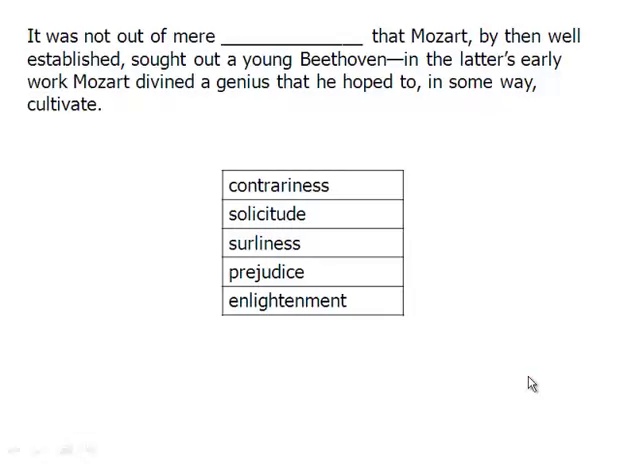 It was not out of mere _______________ that Mozart, by then well
established, sought out a young Beethoven—in the latter's early
work Mozart divined a genius that he hoped to, in some way,
cultivate.
contrariness
solicitude
surliness
prejudice
enlightenment